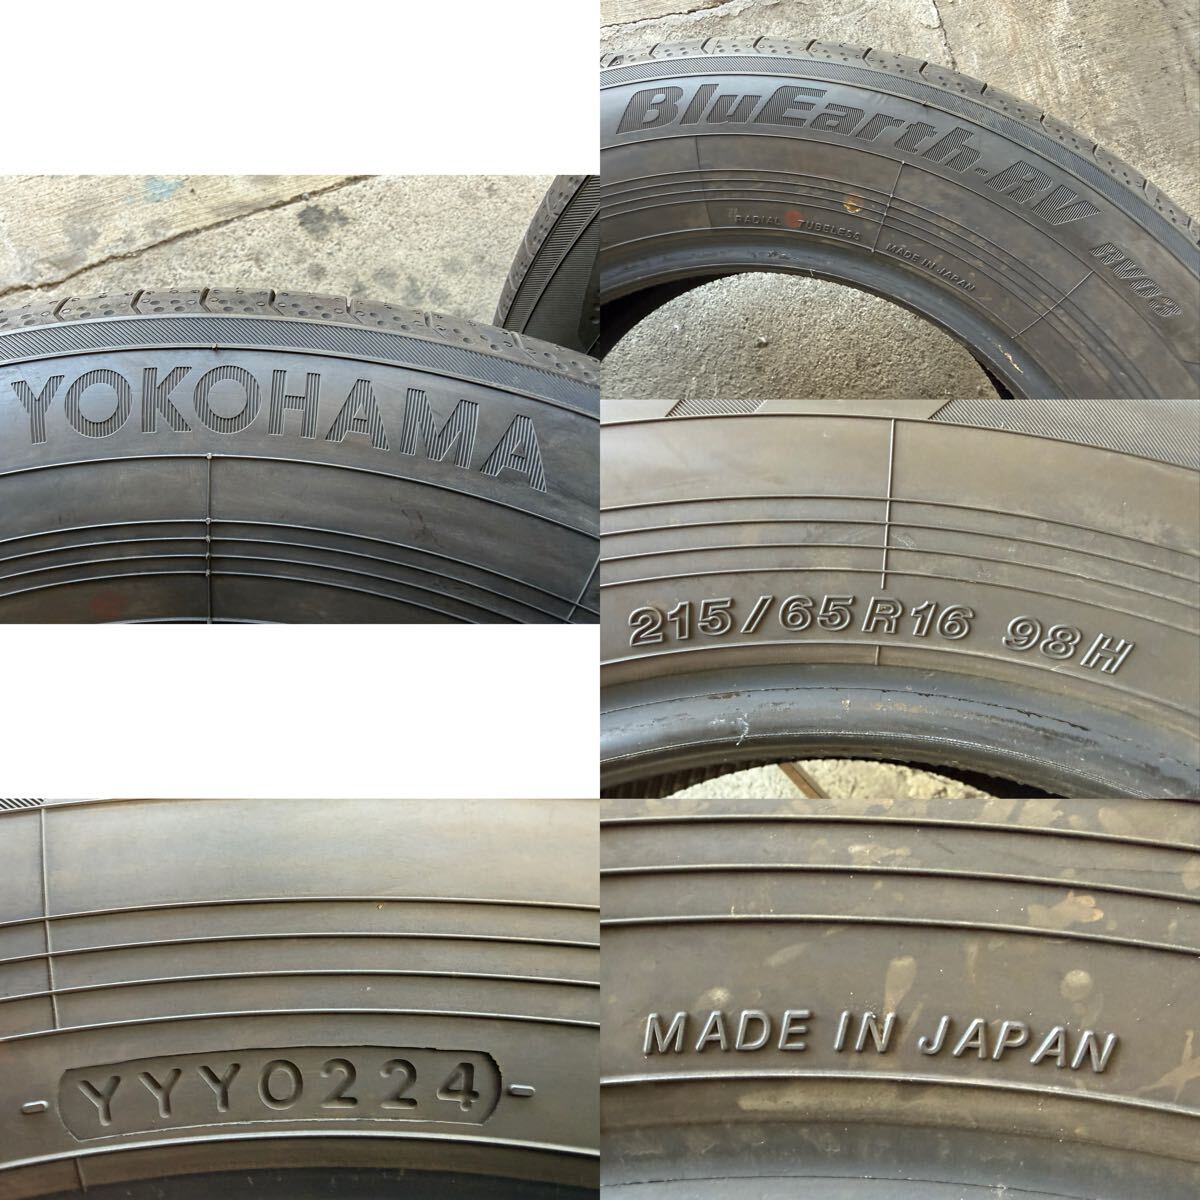 BluEarth-RV RV03
RADIAL TUBELESS
MADE IN JAPAN
YOKOHAMA
215/65R16 98H
YYY0224
MADE IN JAPAN